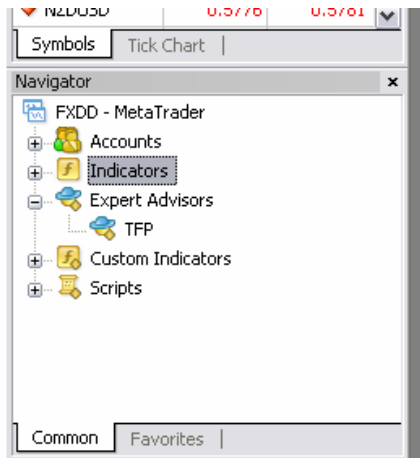 NZDUSD 0.5776 0.5781
Symbols Tick Chart
Navigator x
FXDD - MetaTrader
Accounts
Indicators
Expert Advisors
TFP
Custom Indicators
Scripts
Common Favorites